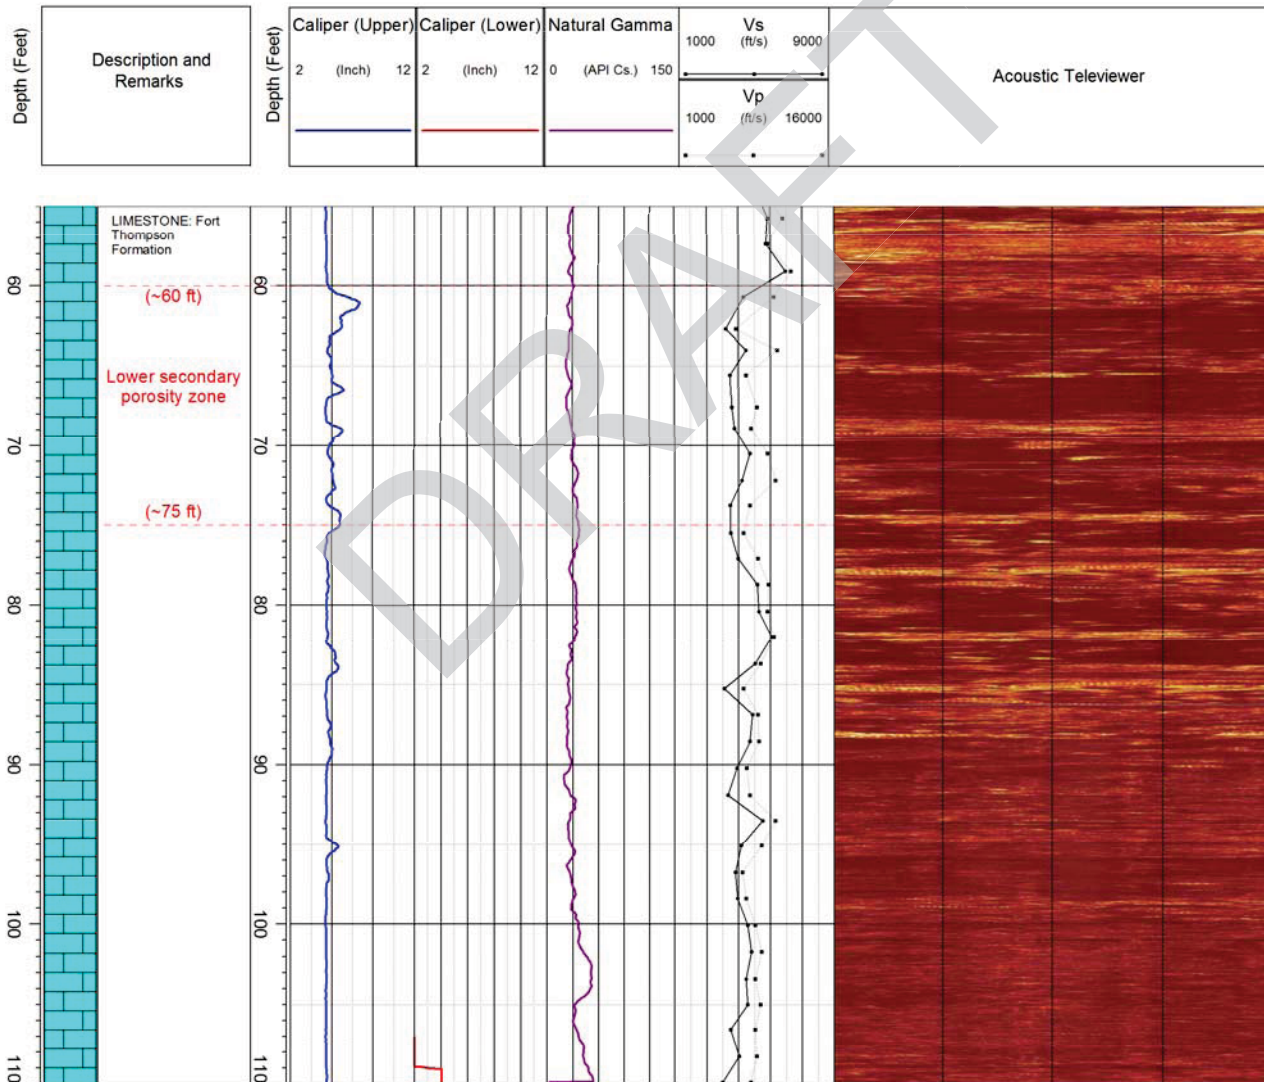 Depth (Feet)
Description and
Remarks
Depth (Feet)
Caliper (Upper)
2 (Inch) 12
Caliper (Lower)
2 (Inch) 12
Natural Gamma
0 (API Cs.) 150
Vs
1000 (ft/s) 9000
Vp
1000 (ft/s) 16000
Acoustic Televiewer
LIMESTONE: Fort
Thompson
Formation
60
(~60 ft)
60
Lower secondary
porosity zone
70
70
(~75 ft)
80
80
90
90
100
100
110
110
DRAFT